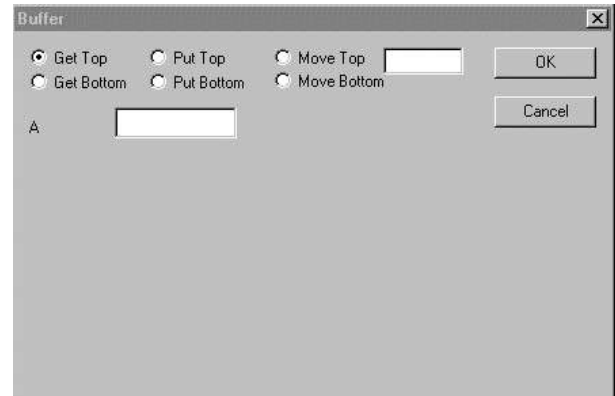 Buffer
Get Top Put Top Move Top OK
Get Bottom Put Bottom Move Bottom
Cancel
A